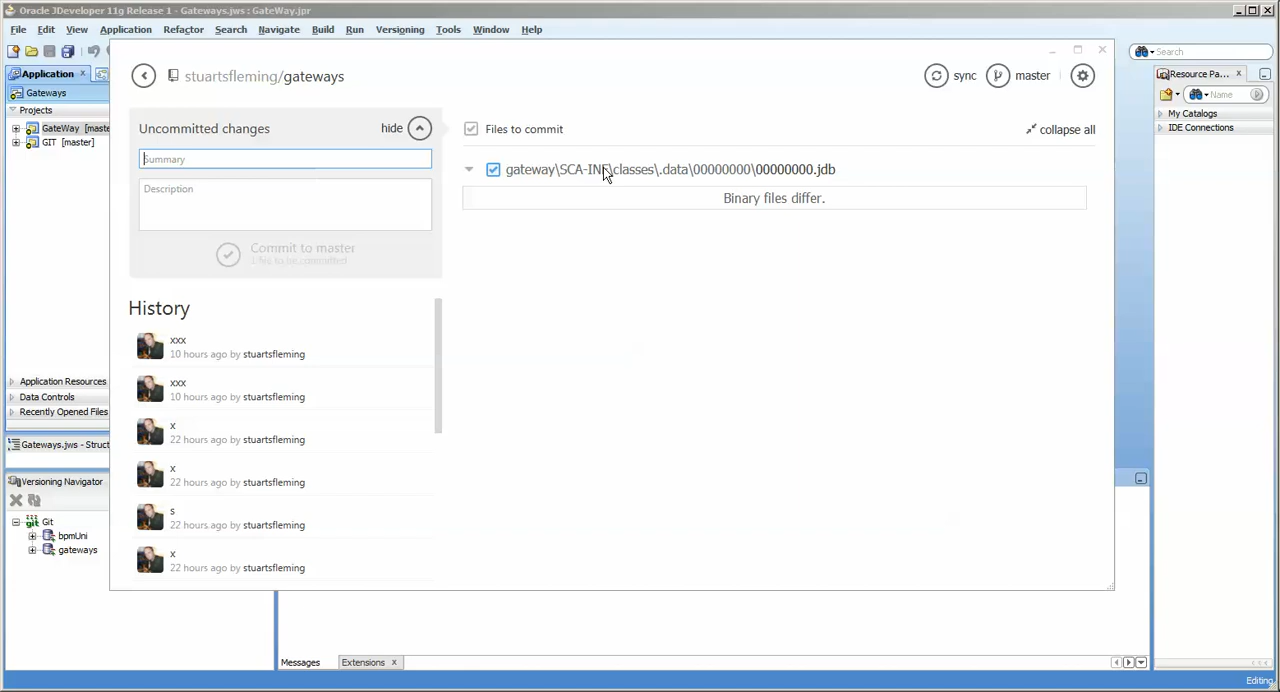 Oracle JDeveloper 11g Release 1 - Gateways.jws : GateWay.jpr
File Edit View Application Refactor Search Navigate Build Run Versioning Tools Window Help
Search
Application x
Resource Pa... x
Gateways
Name
Projects
My Catalogs
GateWay [maste
IDE Connections
GIT [master]
stuartsfleming/gateways
sync
master
Uncommitted changes
hide
Files to commit
collapse all
Summary
gateway\SCA-INF\classes\.data\00000000\00000000.jdb
Description
Binary files differ.
Commit to master
1 file to be committed
History
xxx
10 hours ago by stuartsfleming
xxx
10 hours ago by stuartsfleming
x
22 hours ago by stuartsfleming
x
22 hours ago by stuartsfleming
s
22 hours ago by stuartsfleming
x
22 hours ago by stuartsfleming
Application Resources
Data Controls
Recently Opened Files
Gateways.jws - Struct
Versioning Navigator
Git
bpmUni
gateways
Messages
Extensions x
Editing